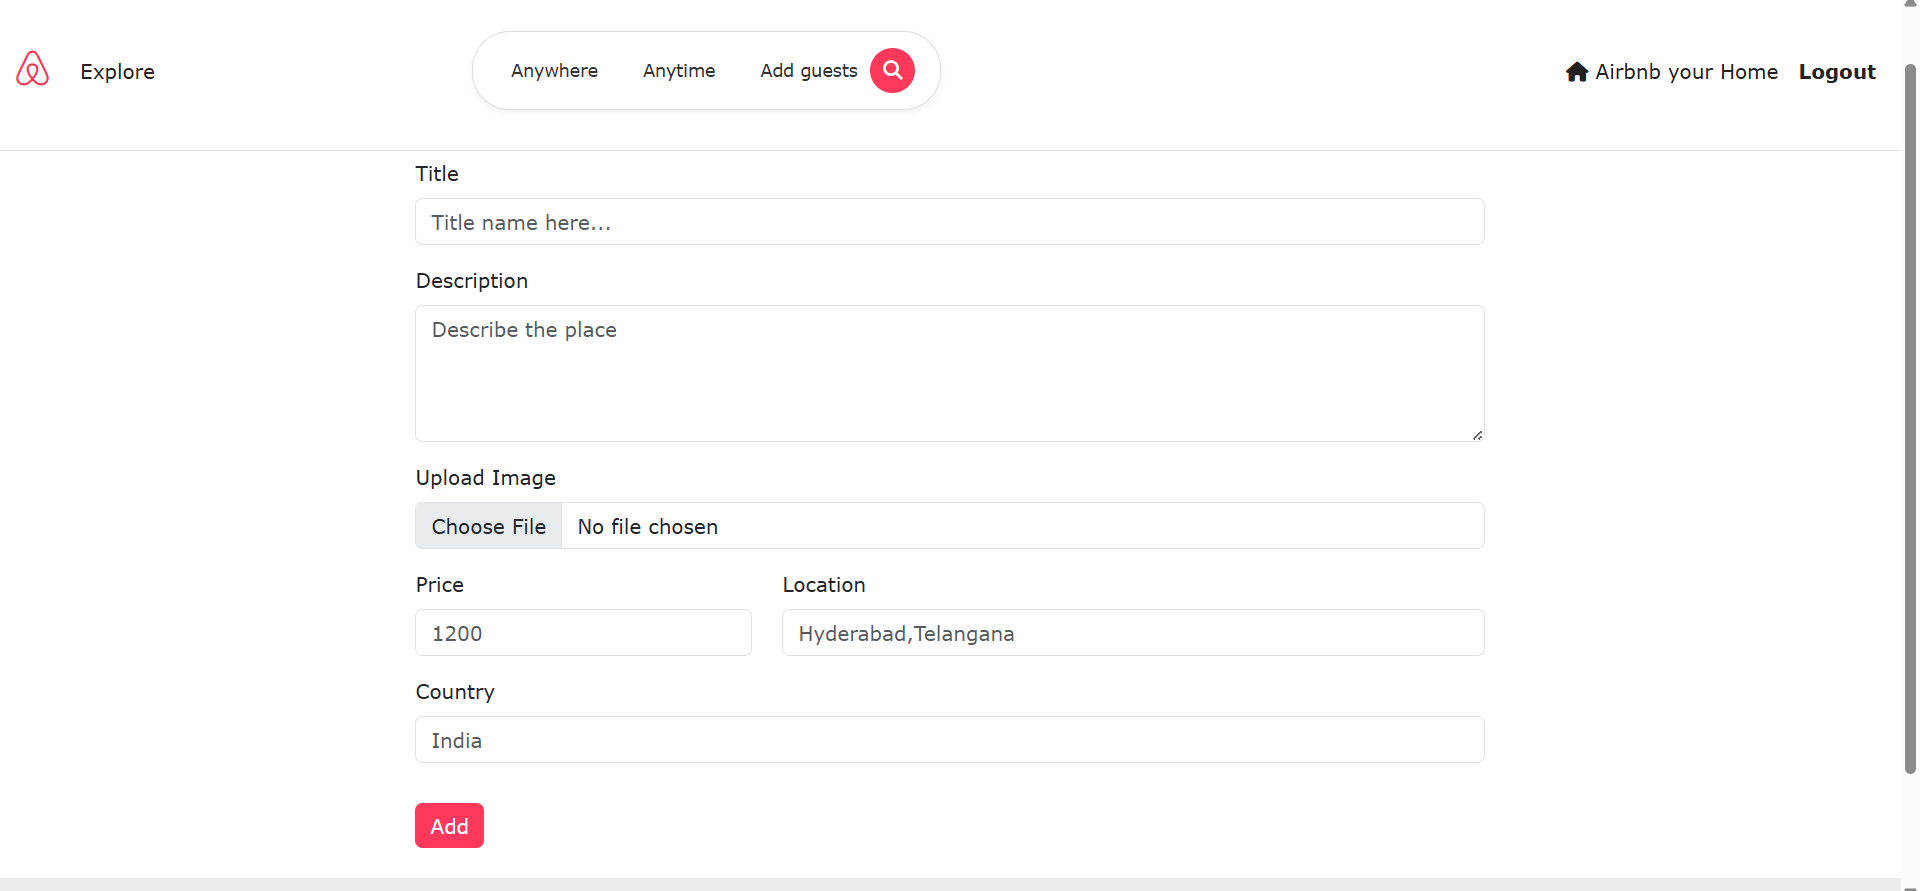 Explore
Anywhere Anytime Add guests
Airbnb your Home Logout
Title
Title name here...
Description
Describe the place
Upload Image
Choose File No file chosen
Price Location
1200 Hyderabad,Telangana
Country
India
Add